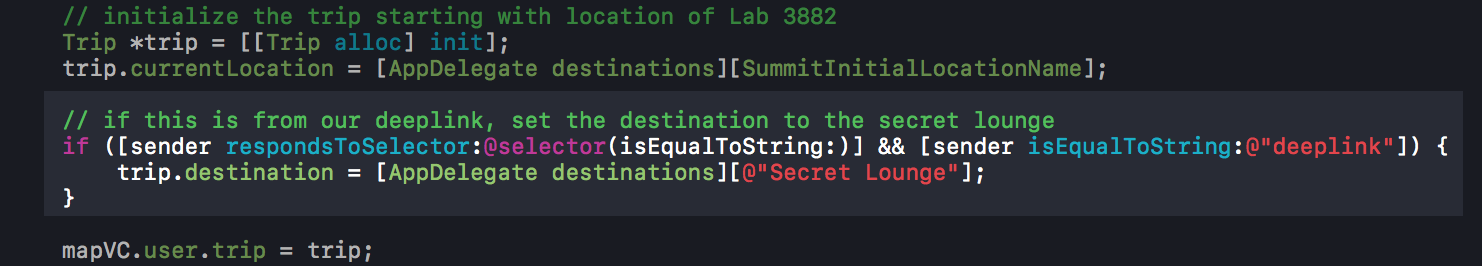 // initialize the trip starting with location of Lab 3882
Trip *trip = [[Trip alloc] init];
trip.currentLocation = [AppDelegate destinations][SummitInitialLocationName];
// if this is from our deeplink, set the destination to the secret lounge
if ([sender respondsToSelector:@selector(isEqualToString:)] && [sender isEqualToString:@"deeplink"]) {
trip.destination = [AppDelegate destinations][@"Secret Lounge"];
}
mapVC.user.trip = trip;